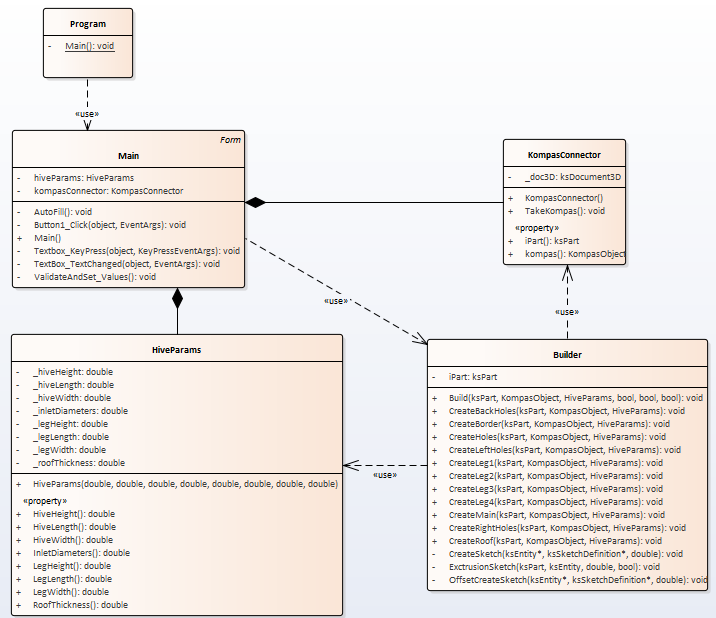 Program
- Main(): void
«use»
Form
Main
- hiveParams: HiveParams
- kompasConnector: KompasConnector
- AutoFill(): void
- Button1_Click(object, EventArgs): void
+ Main()
- Textbox_KeyPress(object, KeyPressEventArgs): void
- TextBox_TextChanged(object, EventArgs): void
- ValidateAndSet_Values(): void
KompasConnector
- _doc3D: ksDocument3D
+ KompasConnector()
+ TakeKompas(): void
«property»
+ iPart(): ksPart
+ kompas(): KompasObject
«use»
«use»
HiveParams
- _hiveHeight: double
- _hiveLength: double
- _hiveWidth: double
- _inletDiameters: double
- _legHeight: double
- _legLength: double
- _legWidth: double
- _roofThickness: double
+ HiveParams(double, double, double, double, double, double, double, double)
«property»
+ HiveHeight(): double
+ HiveLength(): double
+ HiveWidth(): double
+ InletDiameters(): double
+ LegHeight(): double
+ LegLength(): double
+ LegWidth(): double
+ RoofThickness(): double
«use»
Builder
- iPart: ksPart
+ Build(ksPart, KompasObject, HiveParams, bool, bool, bool): void
+ CreateBackHoles(ksPart, KompasObject, HiveParams): void
+ CreateBorder(ksPart, KompasObject, HiveParams): void
+ CreateHoles(ksPart, KompasObject, HiveParams): void
+ CreateLeftHoles(ksPart, KompasObject, HiveParams): void
+ CreateLeg1(ksPart, KompasObject, HiveParams): void
+ CreateLeg2(ksPart, KompasObject, HiveParams): void
+ CreateLeg3(ksPart, KompasObject, HiveParams): void
+ CreateLeg4(ksPart, KompasObject, HiveParams): void
+ CreateMain(ksPart, KompasObject, HiveParams): void
+ CreateRightHoles(ksPart, KompasObject, HiveParams): void
+ CreateRoof(ksPart, KompasObject, HiveParams): void
- CreateSketch(ksEntity*, ksSketchDefinition*, double): void
- ExctrusionSketch(ksPart, ksEntity, double, bool): void
- OffsetCreateSketch(ksEntity*, ksSketchDefinition*, double): void